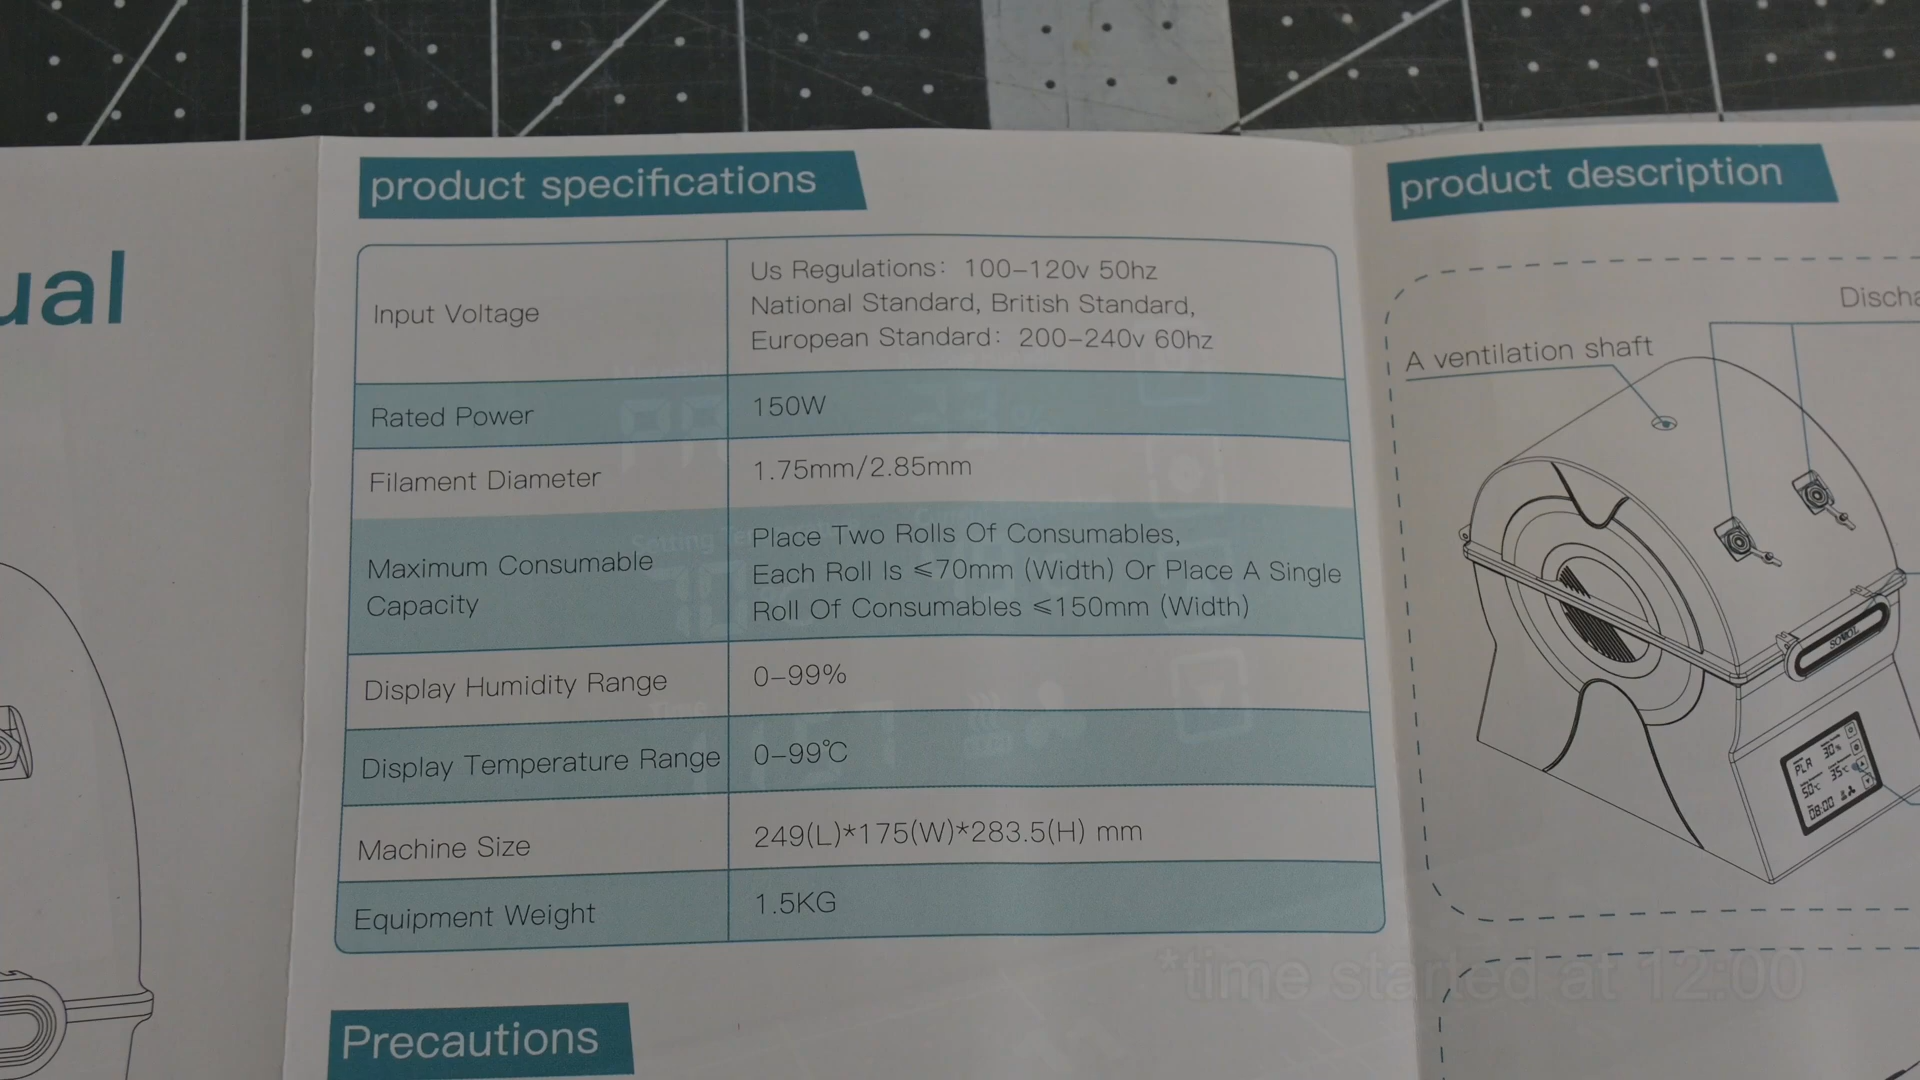 ual
product specifications
Input Voltage
Us Regulations: 100-120v 50hz
National Standard, British Standard,
European Standard: 200-240v 60hz
Rated Power
150W
Filament Diameter
1.75mm/2.85mm
Maximum Consumable
Capacity
Place Two Rolls Of Consumables,
Each Roll Is ≤70mm (Width) Or Place A Single
Roll Of Consumables ≤150mm (Width)
Display Humidity Range
0-99%
Display Temperature Range
0-99℃
Machine Size
249(L)*175(W)*283.5(H) mm
Equipment Weight
1.5KG
Precautions
product description
Discha
A ventilation shaft
SOVOL
PLA 30%
50℃ 35℃
08:00
*time started at 12:00
Setting Te
Time